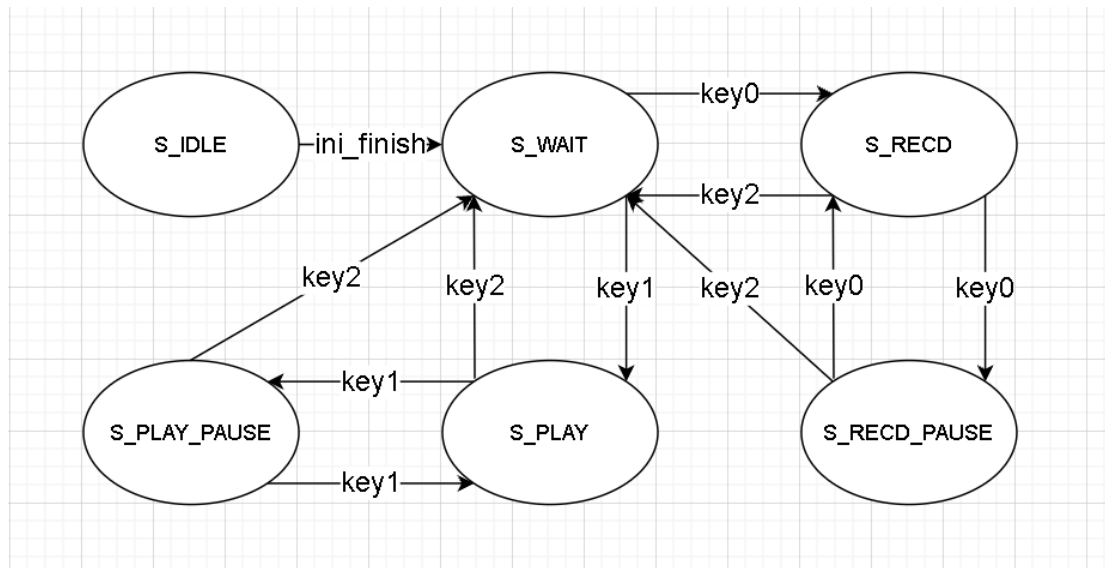 key0
S_IDLE
ini_finish
S_WAIT
S_RECD
key2
key2
key2
key1
key2
key0
key0
key1
S_PLAY_PAUSE
S_PLAY
S_RECD_PAUSE
key1